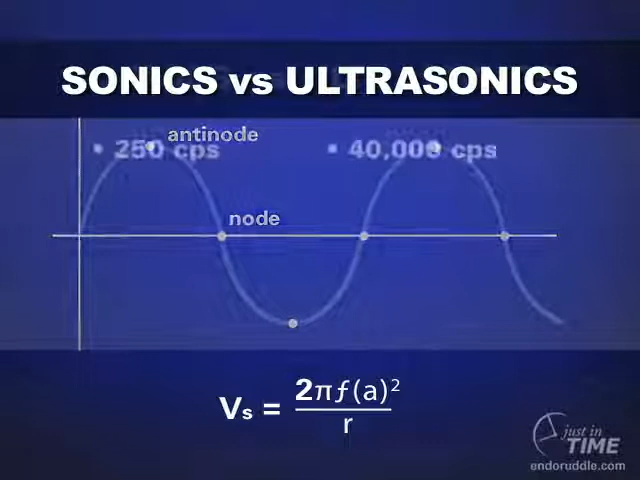 SONICS vs ULTRASONICS
antinode
• 250 cps
• 40,000 cps
node
Vs = 2πƒ(a)² / r
just in
TIME
endoruddle.com